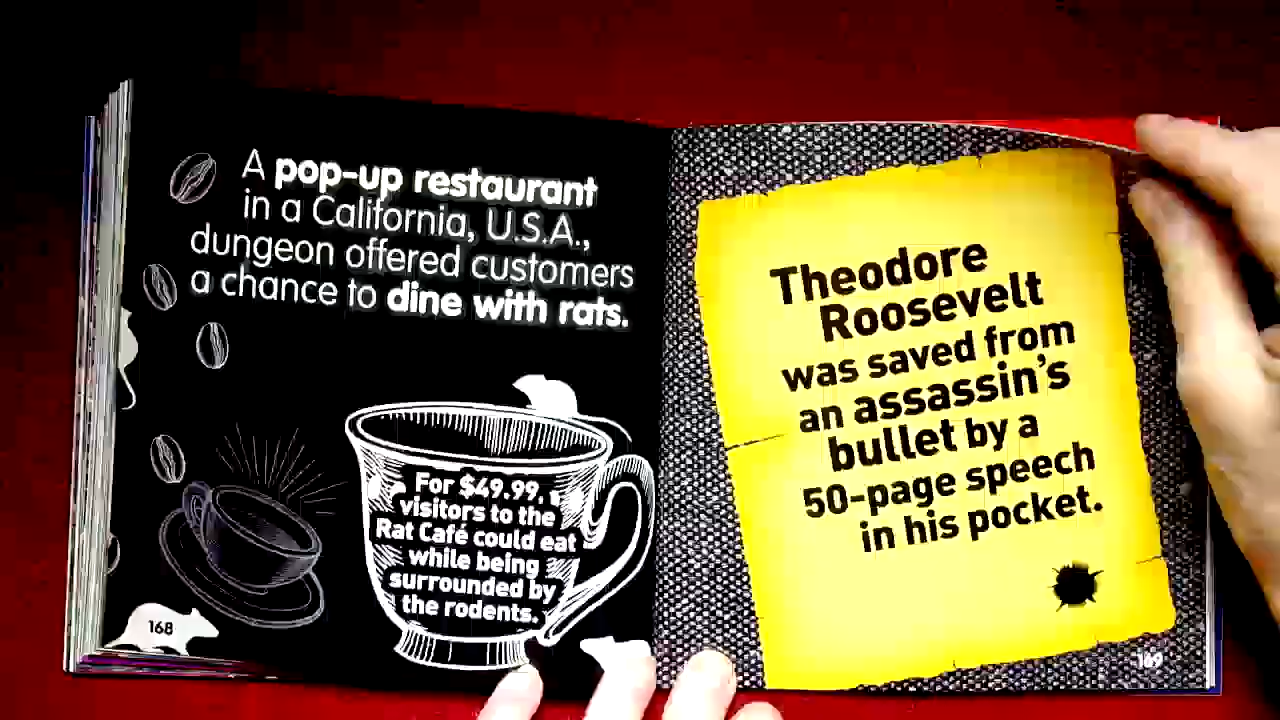 A pop-up restaurant
in a California, U.S.A.,
dungeon offered customers
a chance to dine with rats.
For $49.99,
visitors to the
Rat Café could eat
while being
surrounded by
the rodents.
168
Theodore
Roosevelt
was saved from
an assassin's
bullet by a
50-page speech
in his pocket.
169